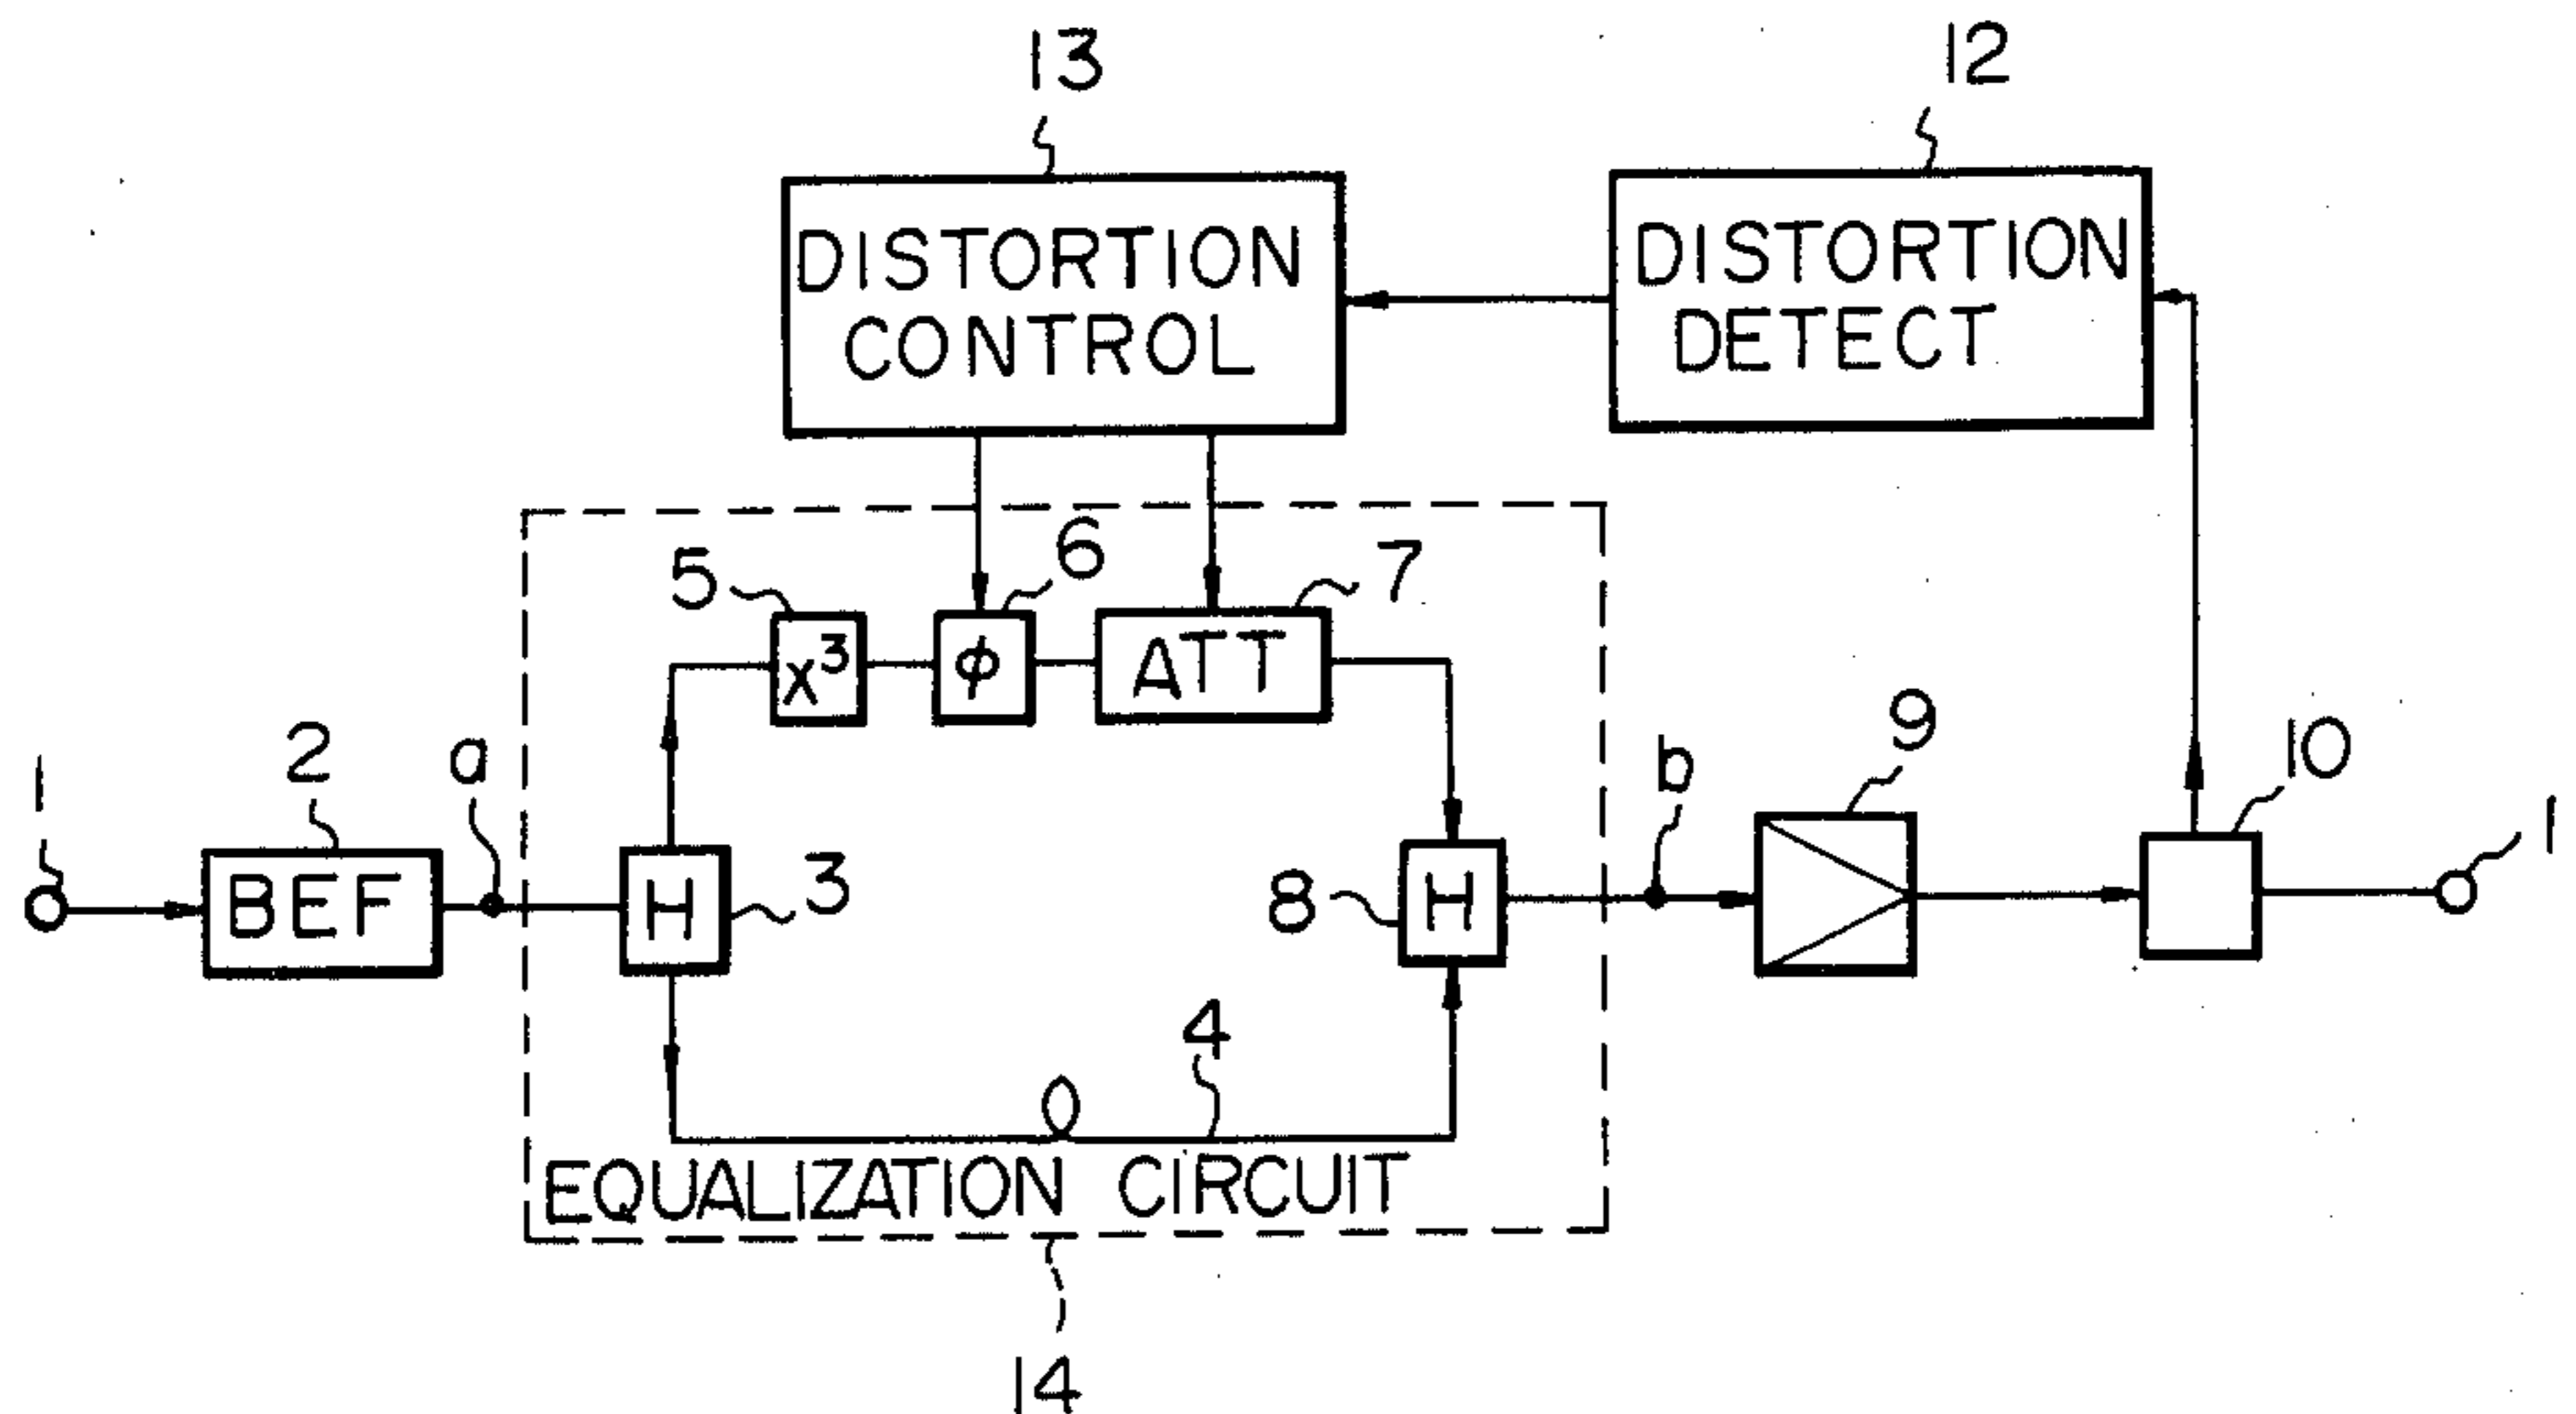 13
12
DISTORTION
CONTROL
DISTORTION
DETECT
5
6
7
x³
ϕ
ATT
1
2
a
BEF
H
3
8
H
b
9
10
1
4
EQUALIZATION CIRCUIT
14